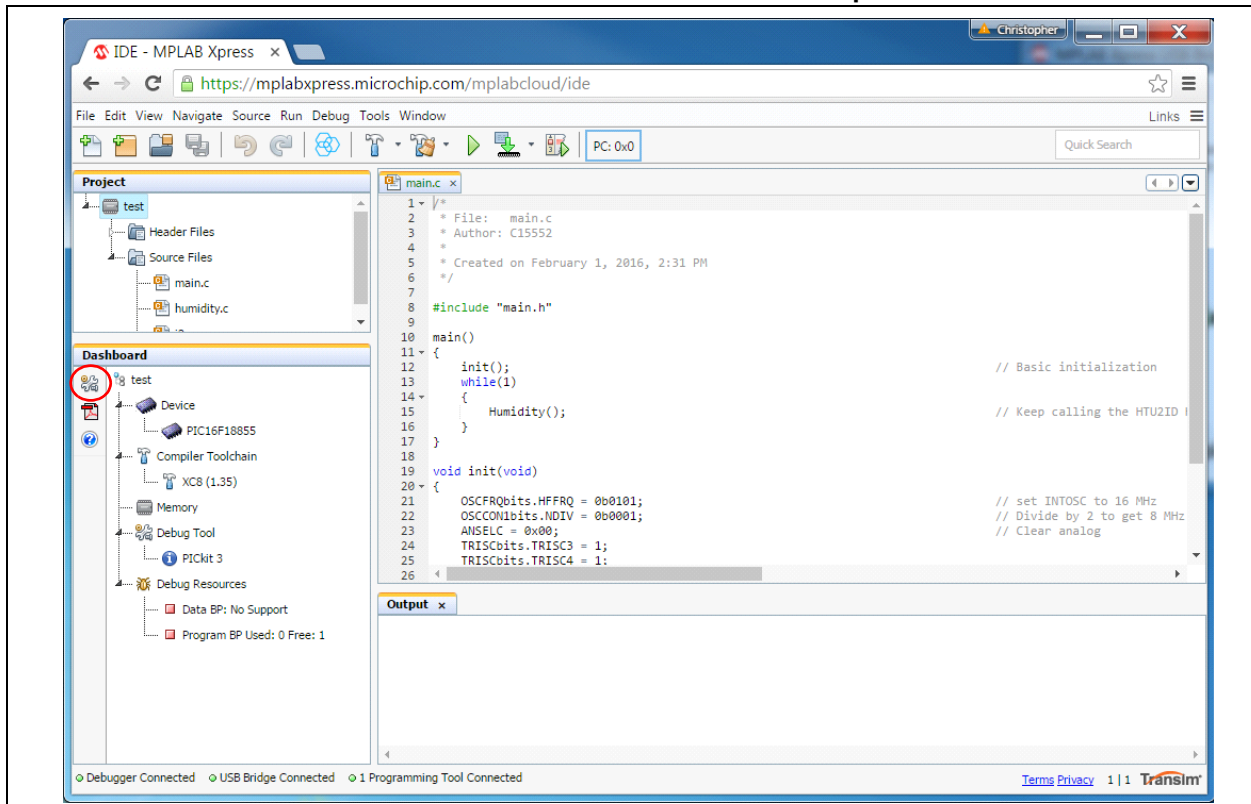 Christopher
IDE - MPLAB Xpress ×
https://mplabxpress.microchip.com/mplabcloud/ide
File Edit View Navigate Source Run Debug Tools Window
Links
PC: 0x0
Quick Search
Project
test
Header Files
Source Files
main.c
humidity.c
Dashboard
test
Device
PIC16F18855
Compiler Toolchain
XC8 (1.35)
Memory
Debug Tool
PICkit 3
Debug Resources
Data BP: No Support
Program BP Used: 0 Free: 1
main.c ×
1 /*
2 * File: main.c
3 * Author: C15552
4 *
5 * Created on February 1, 2016, 2:31 PM
6 */
7
8 #include "main.h"
9
10 main()
11 {
12 init(); // Basic initialization
13 while(1)
14 {
15 Humidity(); // Keep calling the HTU2ID
16 }
17 }
18
19 void init(void)
20 {
21 OSCFRQbits.HFFRQ = 0b0101; // set INTOSC to 16 MHz
22 OSCCON1bits.NDIV = 0b0001; // Divide by 2 to get 8 MHz
23 ANSELC = 0x00; // Clear analog
24 TRISCbits.TRISC3 = 1;
25 TRISCbits.TRISC4 = 1;
26
Output ×
Debugger Connected USB Bridge Connected 1 Programming Tool Connected
Terms Privacy 1 | 1 Transim